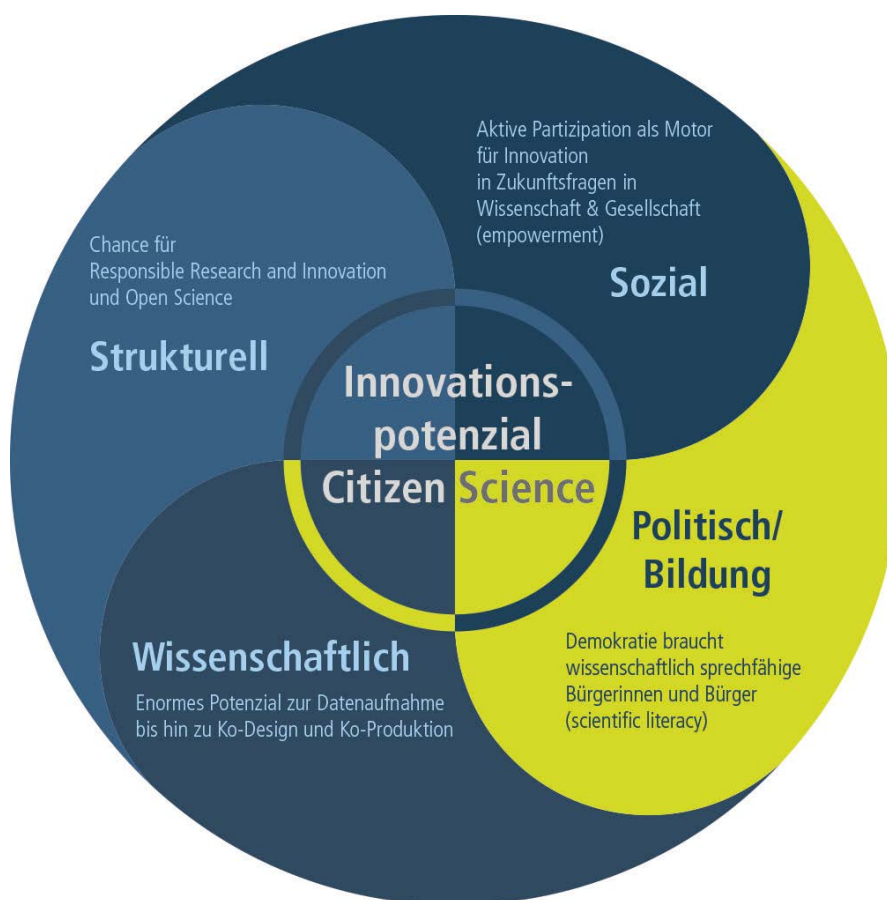 Aktive Partizipation als Motor
für Innovation
in Zukunftsfragen in
Wissenschaft & Gesellschaft
(empowerment)
Sozial
Chance für
Responsible Research and Innovation
und Open Science
Strukturell
Innovations-
potenzial
Citizen Science
Politisch/
Bildung
Demokratie braucht
wissenschaftlich sprechfähige
Bürgerinnen und Bürger
(scientific literacy)
Wissenschaftlich
Enormes Potenzial zur Datenaufnahme
bis hin zu Ko-Design und Ko-Produktion